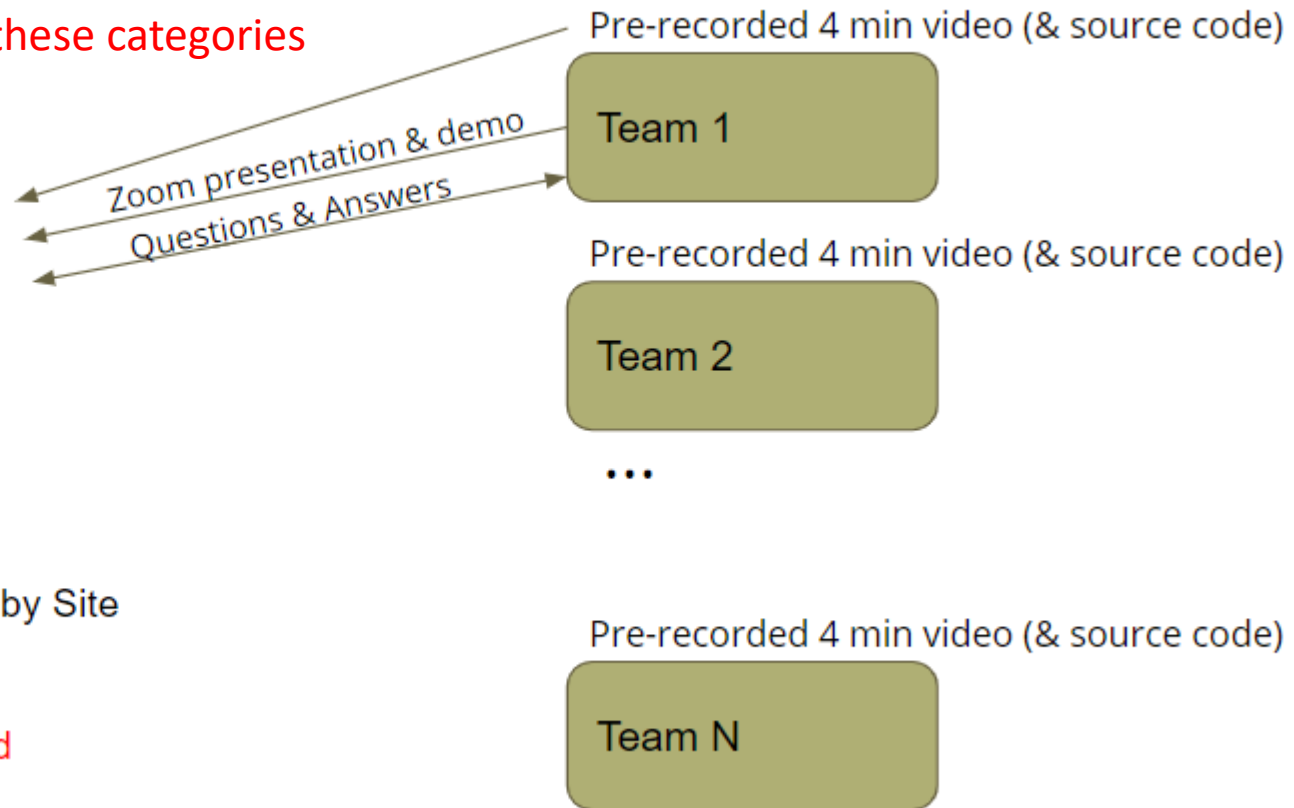 these categories
Pre-recorded 4 min video (& source code)
Team 1
Zoom presentation & demo
Questions & Answers
Pre-recorded 4 min video (& source code)
Team 2
...
by Site
Pre-recorded 4 min video (& source code)
Team N